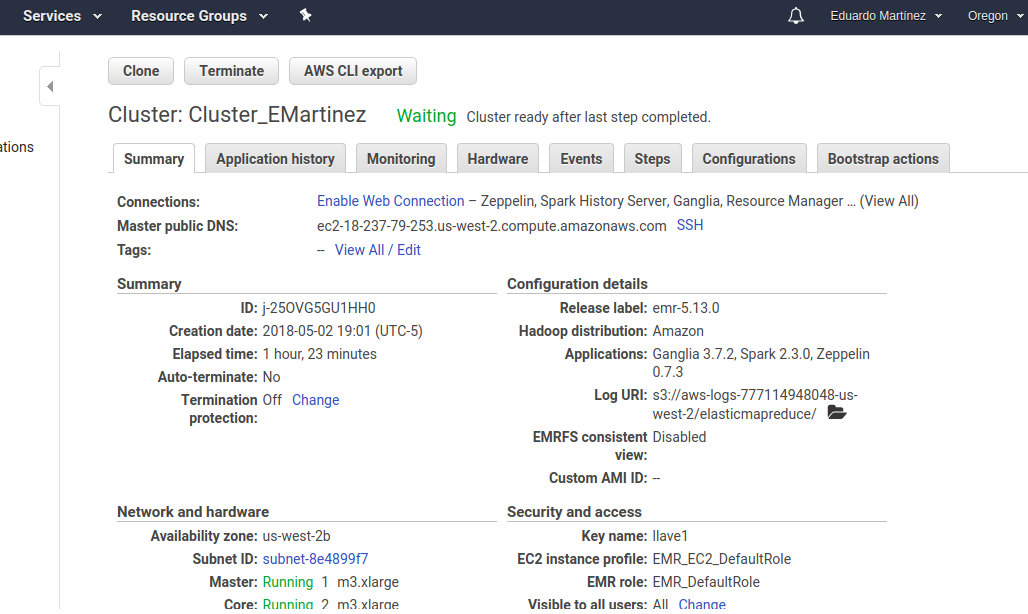 Services Resource Groups Eduardo Martínez Oregon
Clone Terminate AWS CLI export
Cluster: Cluster_EMartinez Waiting Cluster ready after last step completed.
ations
Summary Application history Monitoring Hardware Events Steps Configurations Bootstrap actions
Connections: Enable Web Connection – Zeppelin, Spark History Server, Ganglia, Resource Manager ... (View All)
Master public DNS: ec2-18-237-79-253.us-west-2.compute.amazonaws.com SSH
Tags: -- View All / Edit
Summary
ID: j-25OVG5GU1HH0
Creation date: 2018-05-02 19:01 (UTC-5)
Elapsed time: 1 hour, 23 minutes
Auto-terminate: No
Termination Off Change
protection:
Configuration details
Release label: emr-5.13.0
Hadoop distribution: Amazon
Applications: Ganglia 3.7.2, Spark 2.3.0, Zeppelin
0.7.3
Log URI: s3://aws-logs-777114948048-us-
west-2/elasticmapreduce/
EMRFS consistent Disabled
view:
Custom AMI ID: --
Network and hardware
Availability zone: us-west-2b
Subnet ID: subnet-8e4899f7
Master: Running 1 m3.xlarge
Core: Running 2 m3.xlarge
Security and access
Key name: llave1
EC2 instance profile: EMR_EC2_DefaultRole
EMR role: EMR_DefaultRole
Visible to all users: All Change